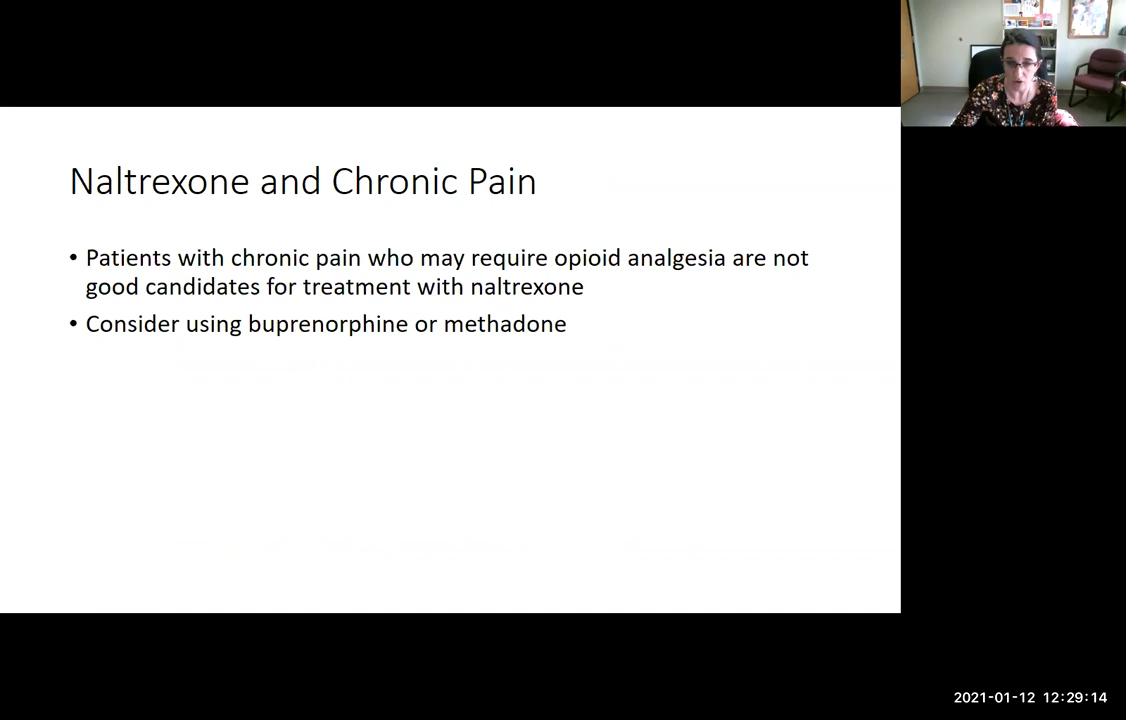 Naltrexone and Chronic Pain
• Patients with chronic pain who may require opioid analgesia are not
good candidates for treatment with naltrexone
• Consider using buprenorphine or methadone
2021-01-12 12:29:14